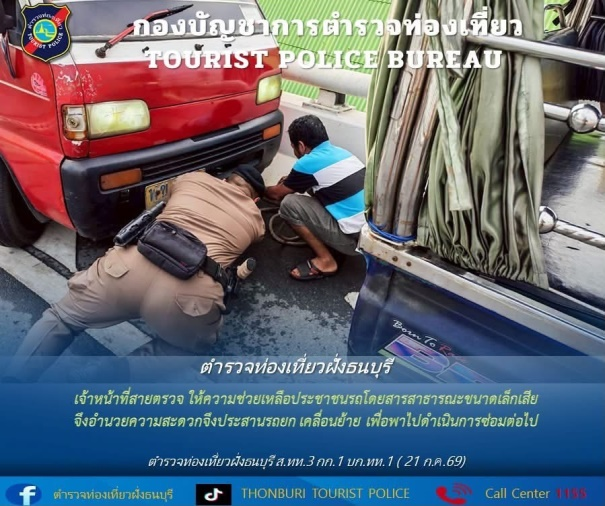 กองบัญชาการตำรวจท่องเที่ยว
TOURIST POLICE BUREAU
TOURIST POLICE
Born To
ตำรวจท่องเที่ยวฝั่งธนบุรี
เจ้าหน้าที่สายตรวจ ให้ความช่วยเหลือประชาชนรถโดยสารสาธารณะขนาดเล็กเสีย
จึงอำนวยความสะดวกจึงประสานรถยก เคลื่อนย้าย เพื่อพาไปดำเนินการซ่อมต่อไป
ตำรวจท่องเที่ยวฝั่งธนบุรี ส.ทท.3 กก.1 บก.ทท.1 ( 21 ก.ค.69)
ตำรวจท่องเที่ยวฝั่งธนบุรี THONBURI TOURIST POLICE Call Center 1155